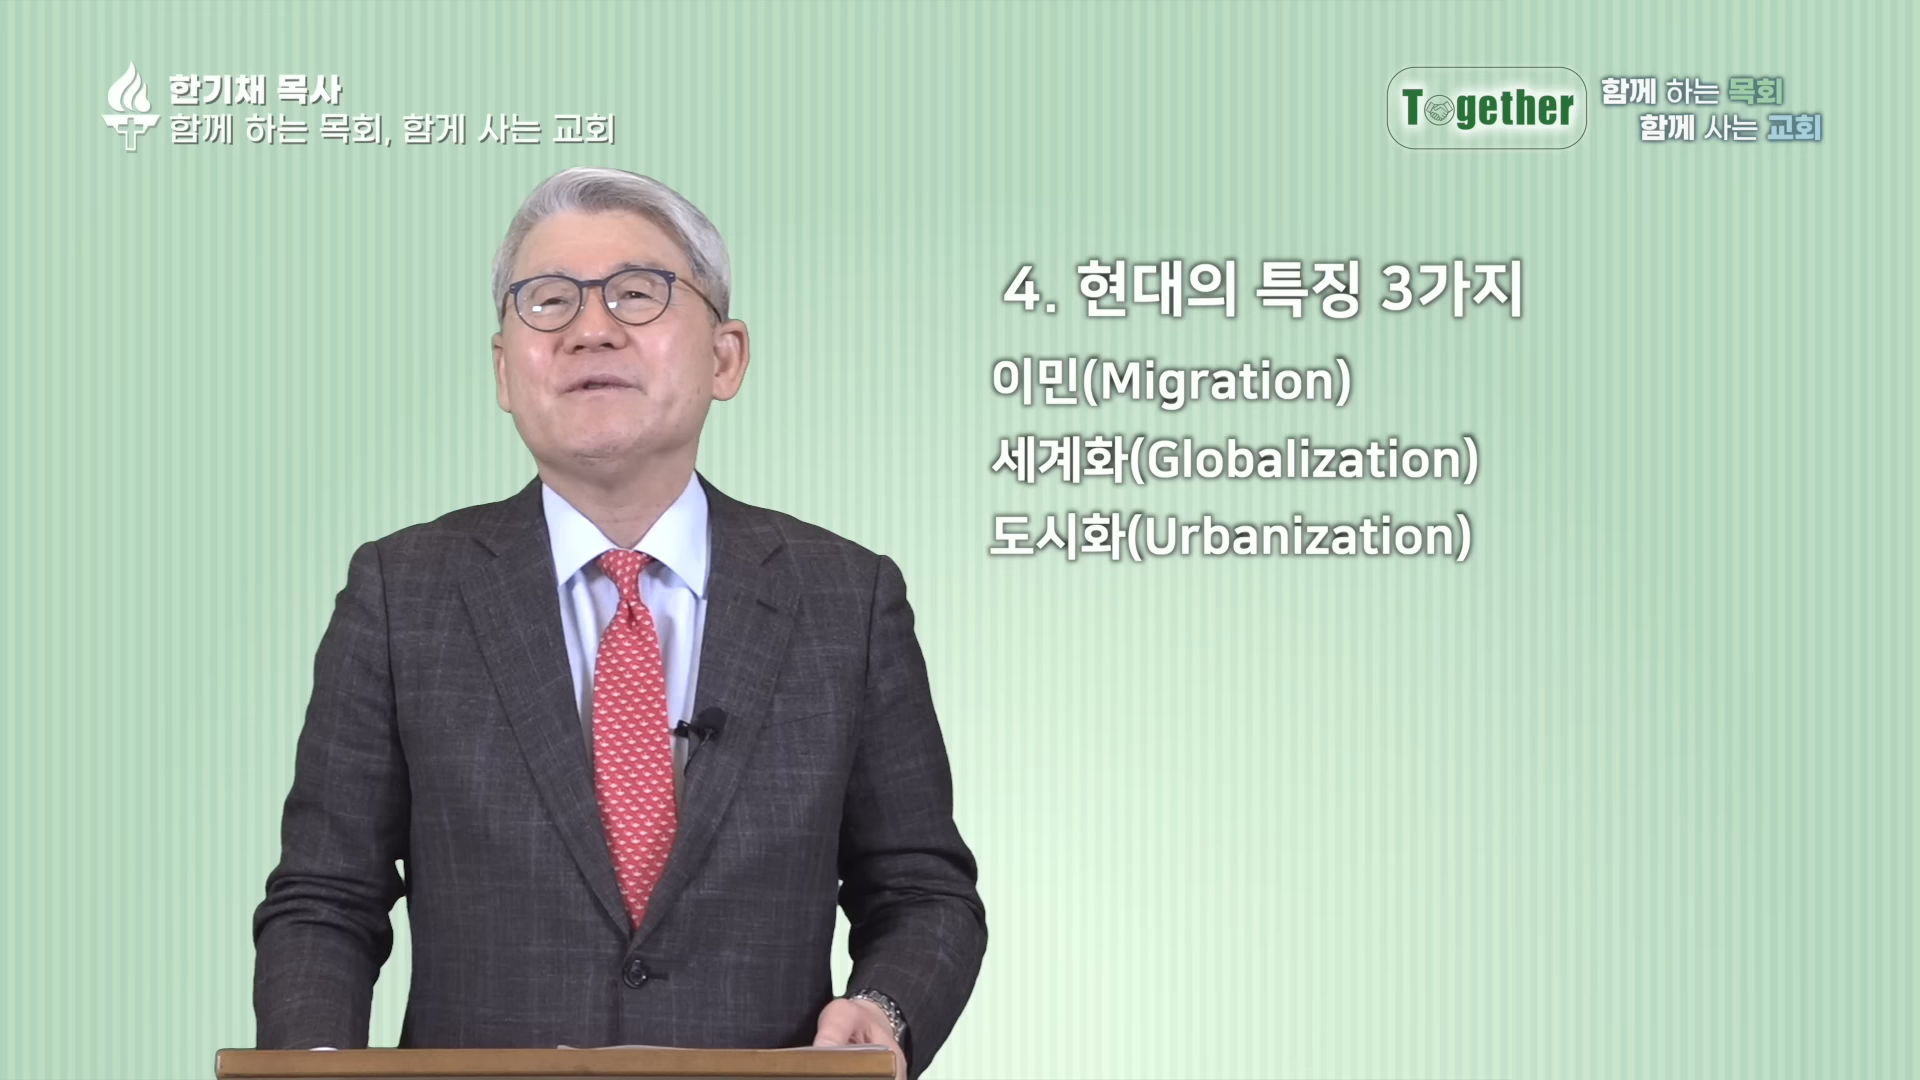 한기채 목사
함께 하는 목회, 함게 사는 교회
Together
함께 하는 목회
함께 사는 교회
4. 현대의 특징 3가지
이민(Migration)
세계화(Globalization)
도시화(Urbanization)